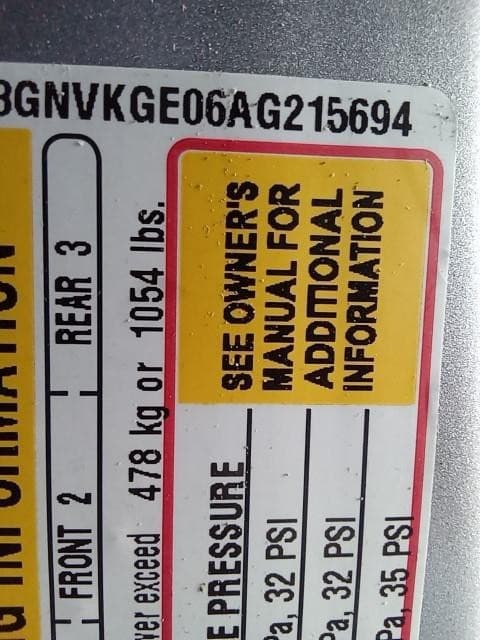 3GNVKGE06AG215694
G INFORMATION
FRONT 2 REAR 3
ver exceed 478 kg or 1054 lbs.
E PRESSURE
Pa, 32 PSI
Pa, 32 PSI
Pa, 35 PSI
SEE OWNER'S
MANUAL FOR
ADDITIONAL
INFORMATION